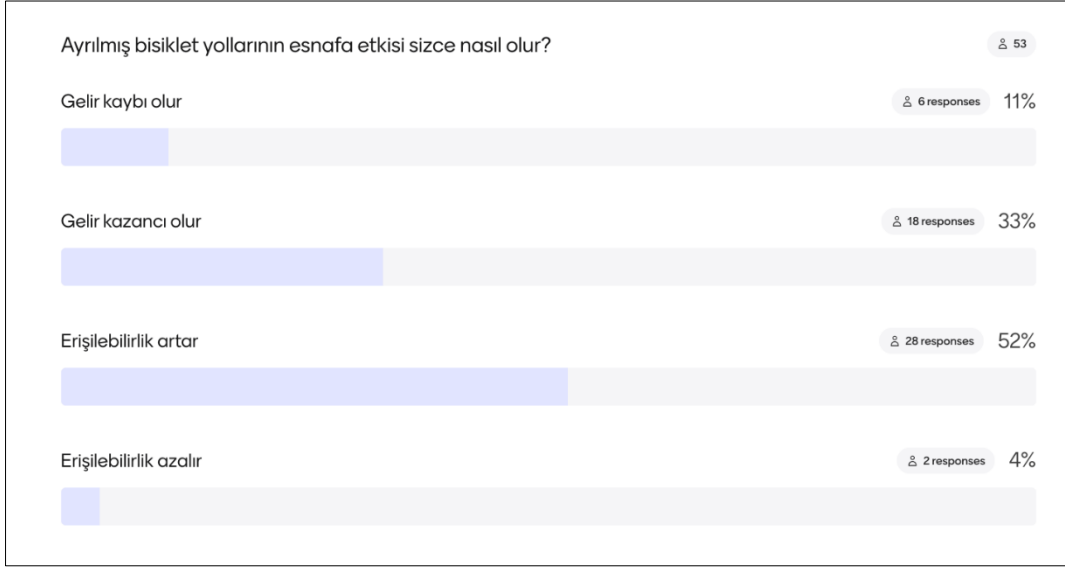 Ayrılmış bisiklet yollarının esnafa etkisi sizce nasıl olur? 53
Gelir kaybı olur 6 responses 11%
Gelir kazancı olur 18 responses 33%
Erişilebilirlik artar 28 responses 52%
Erişilebilirlik azalır 2 responses 4%